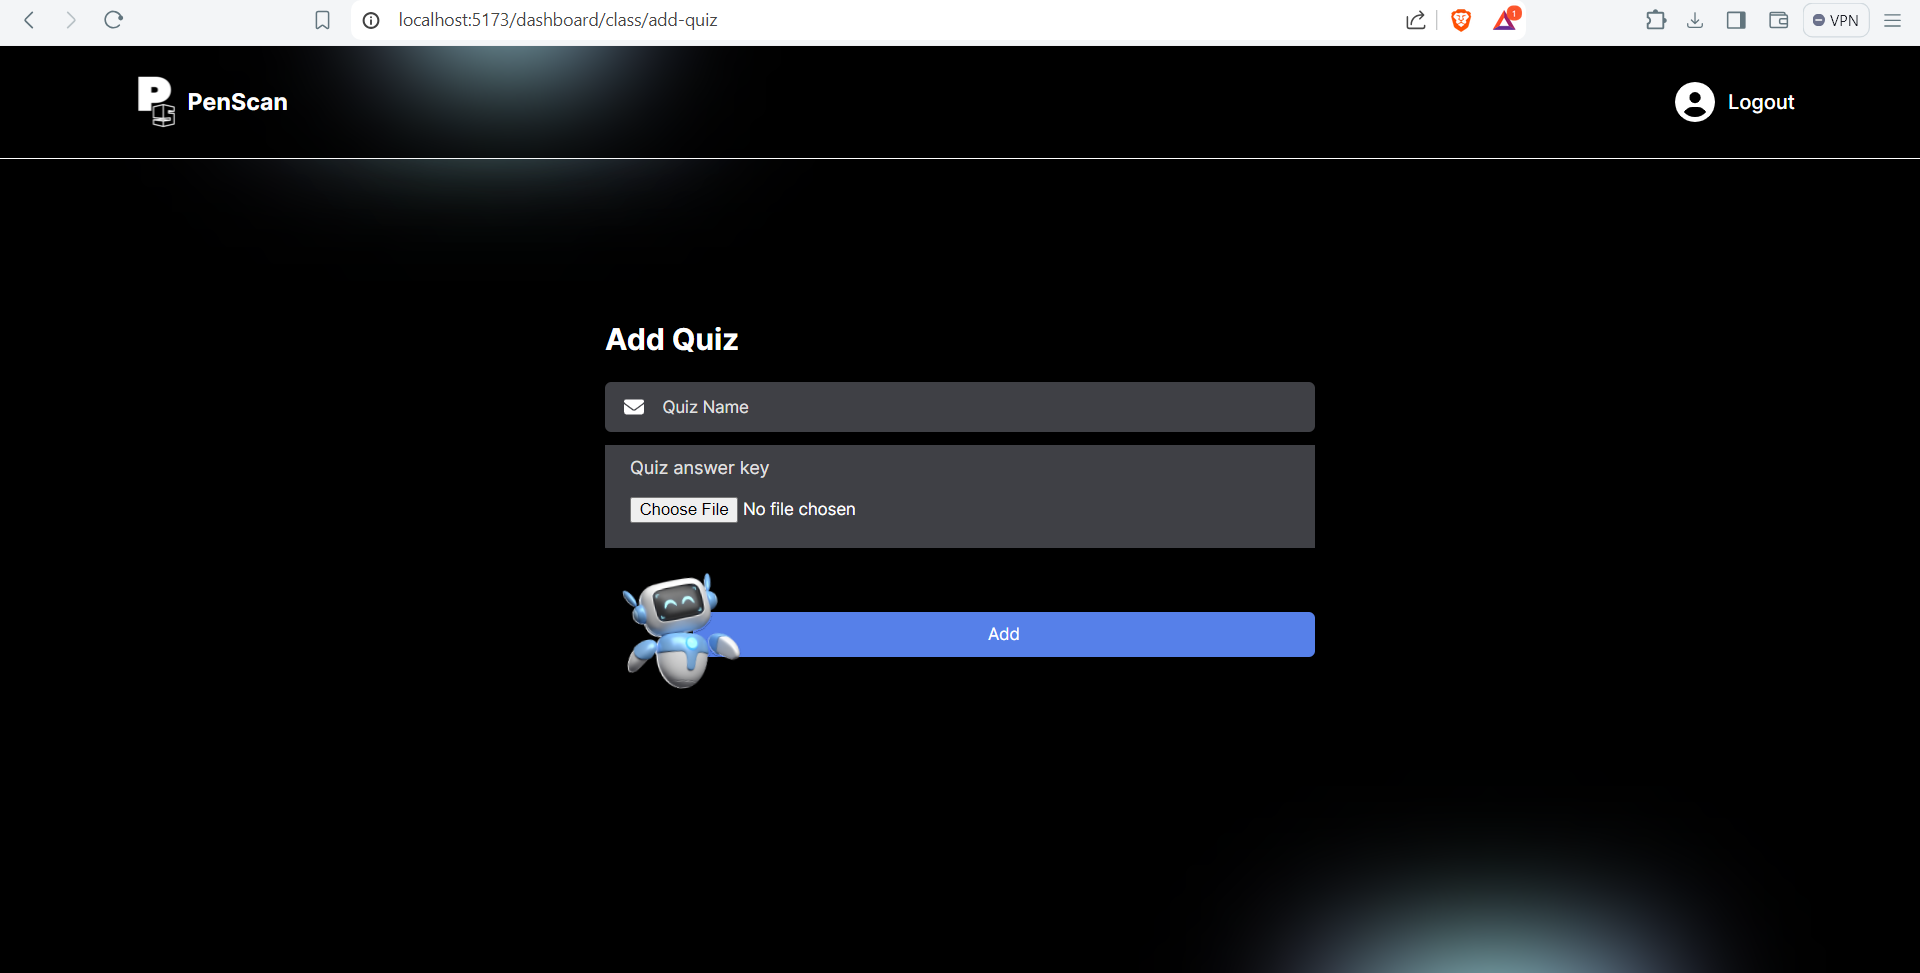 localhost:5173/dashboard/class/add-quiz
1
VPN
PenScan
Logout
Add Quiz
Quiz Name
Quiz answer key
Choose File No file chosen
Add